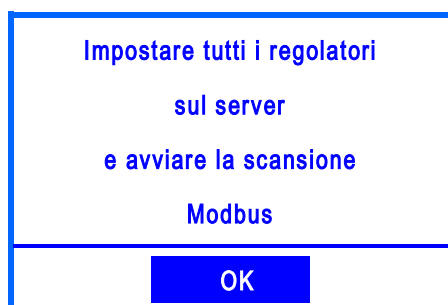 Impostare tutti i regolatori
sul server
e avviare la scansione
Modbus
OK